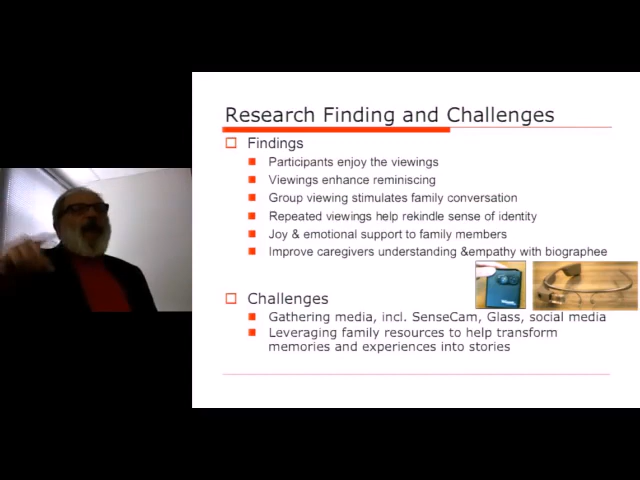 Research Finding and Challenges
Findings
Participants enjoy the viewings
Viewings enhance reminiscing
Group viewing stimulates family conversation
Repeated viewings help rekindle sense of identity
Joy & emotional support to family members
Improve caregivers understanding &empathy with biographee
Challenges
Gathering media, incl. SenseCam, Glass, social media
Leveraging family resources to help transform
memories and experiences into stories